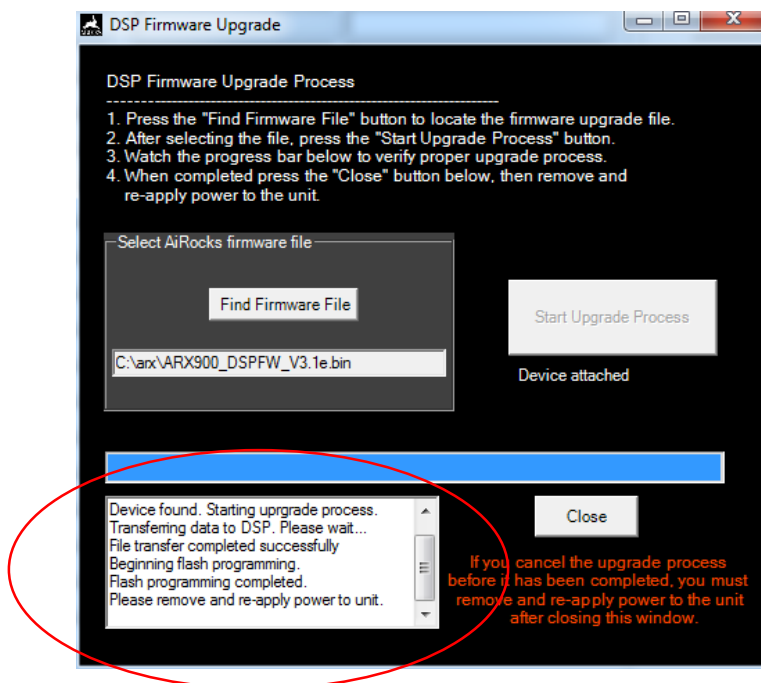 DSP Firmware Upgrade
DSP Firmware Upgrade Process
------------------------------------------------------------------
1. Press the "Find Firmware File" button to locate the firmware upgrade file.
2. After selecting the file, press the "Start Upgrade Process" button.
3. Watch the progress bar below to verify proper upgrade process.
4. When completed press the "Close" button below, then remove and
re-apply power to the unit.
Select AiRocks firmware file
Find Firmware File
C:\arx\ARX900_DSPFW_V3.1e.bin
Start Upgrade Process
Device attached
Device found. Starting uprgrade process.
Transferring data to DSP. Please wait...
File transfer completed successfully
Beginning flash programming.
Flash programming completed.
Please remove and re-apply power to unit.
Close
If you cancel the upgrade process
before it has been completed, you must
remove and re-apply power to the unit
after closing this window.